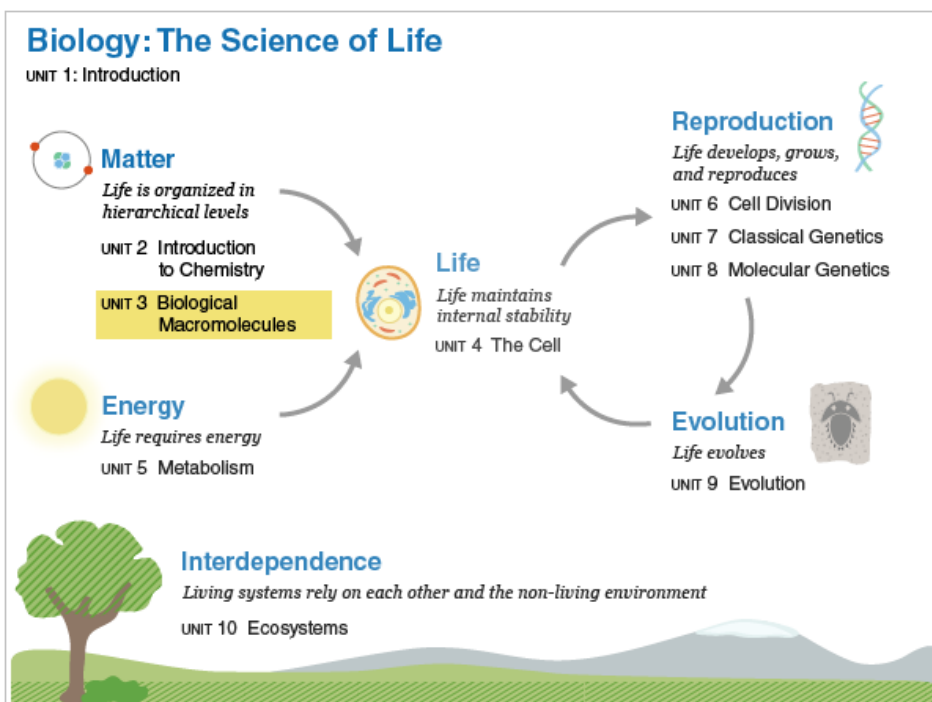 Biology: The Science of Life
UNIT 1: Introduction
Matter
Life is organized in
hierarchical levels
UNIT 2 Introduction
to Chemistry
UNIT 3 Biological
Macromolecules
Energy
Life requires energy
UNIT 5 Metabolism
Life
Life maintains
internal stability
UNIT 4 The Cell
Reproduction
Life develops, grows,
and reproduces
UNIT 6 Cell Division
UNIT 7 Classical Genetics
UNIT 8 Molecular Genetics
Evolution
Life evolves
UNIT 9 Evolution
Interdependence
Living systems rely on each other and the non-living environment
UNIT 10 Ecosystems